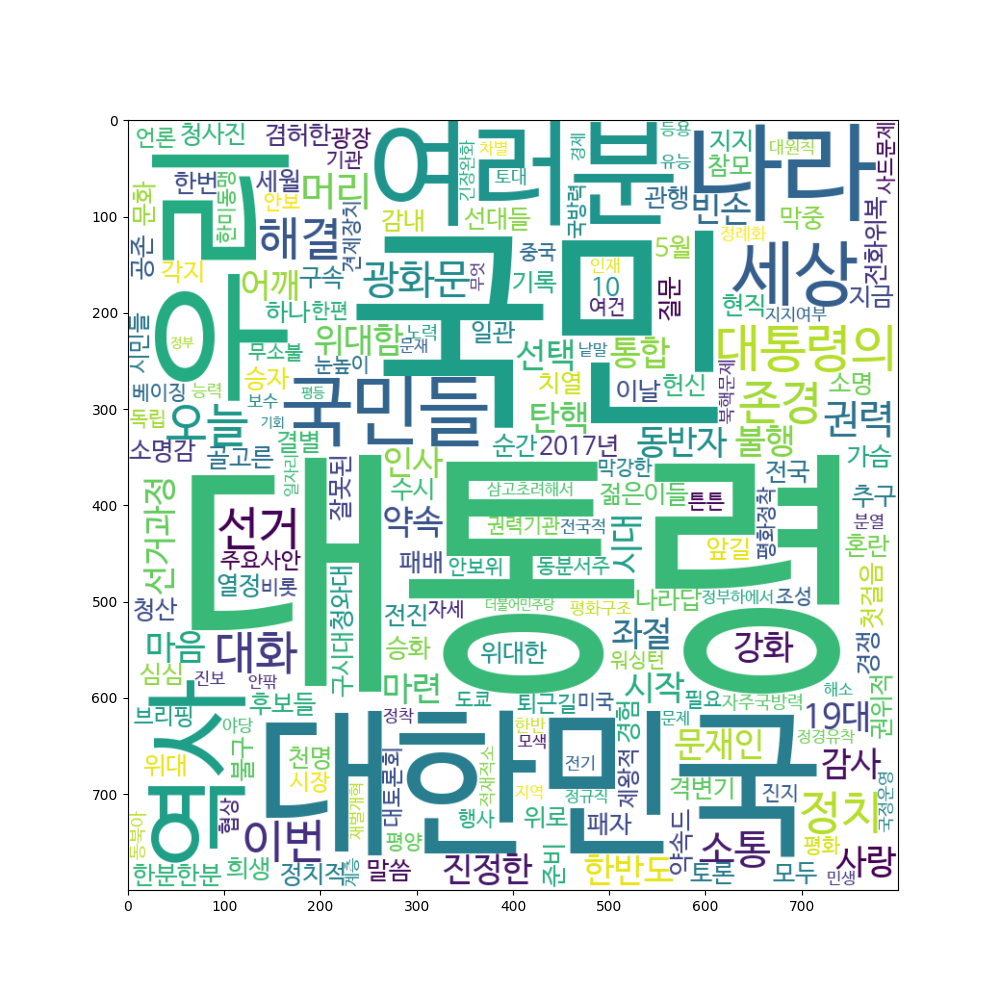 0
100
200
300
400
500
600
700
0 100 200 300 400 500 600 700
언론
청사진
겸허한
광장
기관
여러분
긴장완화
차별
토대
경제
등용
유능
지지
참모
대원직
나라
사드문제
문화
우리
한번
한미동맹
세월
안보
머리
국방력
관행
빈손
막중
공존
각지
해결
견제장치
감내
선대들
중국
국민
인재
10
여건
5월
질문
정례화
세상
전화위복
어깨
구속
광화문
무엇
기록
현직
지지여부
지금
시민들
정부
하나
한편
위대함
노력
문재
일관
선택
낱말
통합
대통령의
무소불
눈높이
베이징
능력
승자
보수
국민들
평등
치열
이날
헌신
북핵문제
존경
소명
독립
오늘
기회
탄핵
권력
소명감
골고른
결별
순간
2017년
동반자
불행
가슴
일자리
잘못된
인사
수시
대통령
삼고초려해서
막강한
젊은이들
튼튼
전국
추구
선거과정
선거
약속
권력기관
전국적
시대
평화정착
분열
주요사안
앞길
혼란
열정
비롯
패배
안보위
동분서주
청산
구시대청와대
전진
자세
더불어민주당
평화구조
나라답
정부하에서
조성
첫걸음
마음
대화
승화
위대한
좌절
강화
경쟁
심심
진보
안팎
워싱턴
마련
시작
해소
권위적
브리핑
역사
후보들
도쿄
퇴근길
미국
필요
자주국방력
야당
정착
대한민국
한반
경험
문제
19대
불구
천명
모색
문재인
정경유착
위대
시장
대토론회
적재적소
전기
제왕적
감사
지역
정규직
격변기
진지
국정운영
동북아
협상
재벌개혁
행사
위로
패자
정치
이번
평양
약속드
소통
평화
한분한분
희생
정치적
계층
말씀
진정한
준비
한반도
토론
모두
민생
사랑